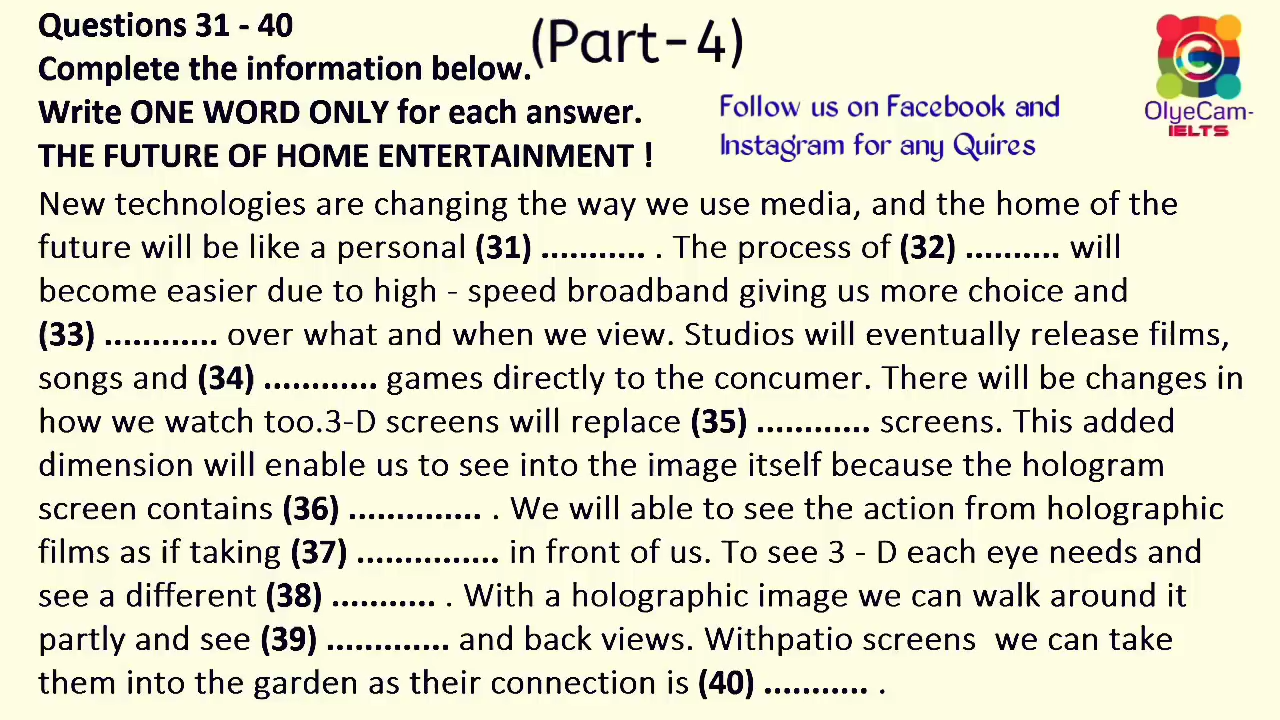 Questions 31 - 40
(Part-4)
Complete the information below.
Write ONE WORD ONLY for each answer.
THE FUTURE OF HOME ENTERTAINMENT !
Follow us on Facebook and
Instagram for any Quires
C
OlyeCam-
IELTS
New technologies are changing the way we use media, and the home of the
future will be like a personal (31) ........... . The process of (32) .......... will
become easier due to high - speed broadband giving us more choice and
(33) ............ over what and when we view. Studios will eventually release films,
songs and (34) ............ games directly to the concumer. There will be changes in
how we watch too.3-D screens will replace (35) ............ screens. This added
dimension will enable us to see into the image itself because the hologram
screen contains (36) .............. . We will able to see the action from holographic
films as if taking (37) ............... in front of us. To see 3 - D each eye needs and
see a different (38) ........... . With a holographic image we can walk around it
partly and see (39) ............. and back views. Withpatio screens we can take
them into the garden as their connection is (40) ........... .